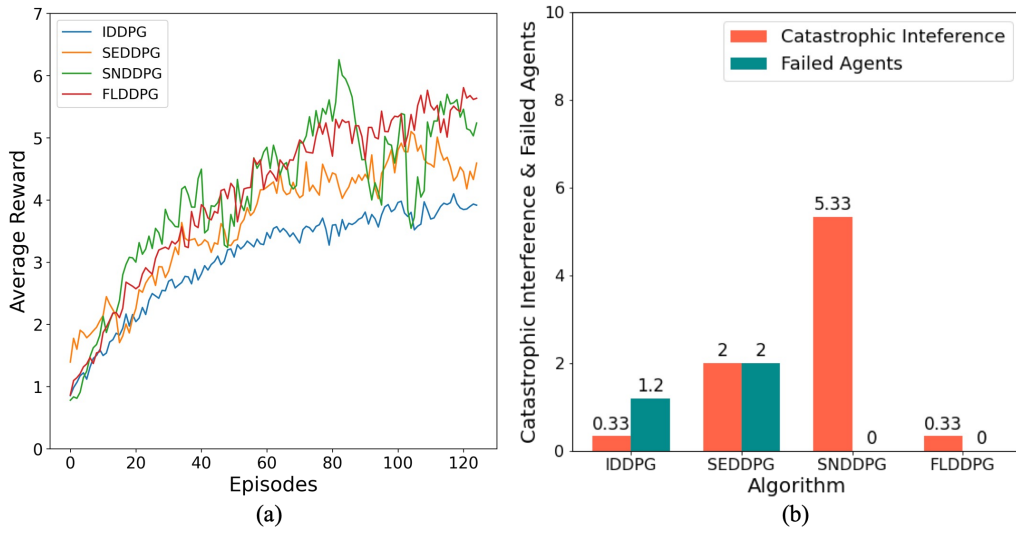 7
6
5
4
3
2
1
0
Average Reward
IDDPG
SEDDPG
SNDDPG
FLDDPG
0 20 40 60 80 100 120
Episodes
(a)
10
8
6
4
2
0
Catastrophic Interference & Failed Agents
Catastrophic Inteference
Failed Agents
0.33 1.2 2 2 5.33 0 0.33 0
IDDPG SEDDPG SNDDPG FLDDPG
Algorithm
(b)